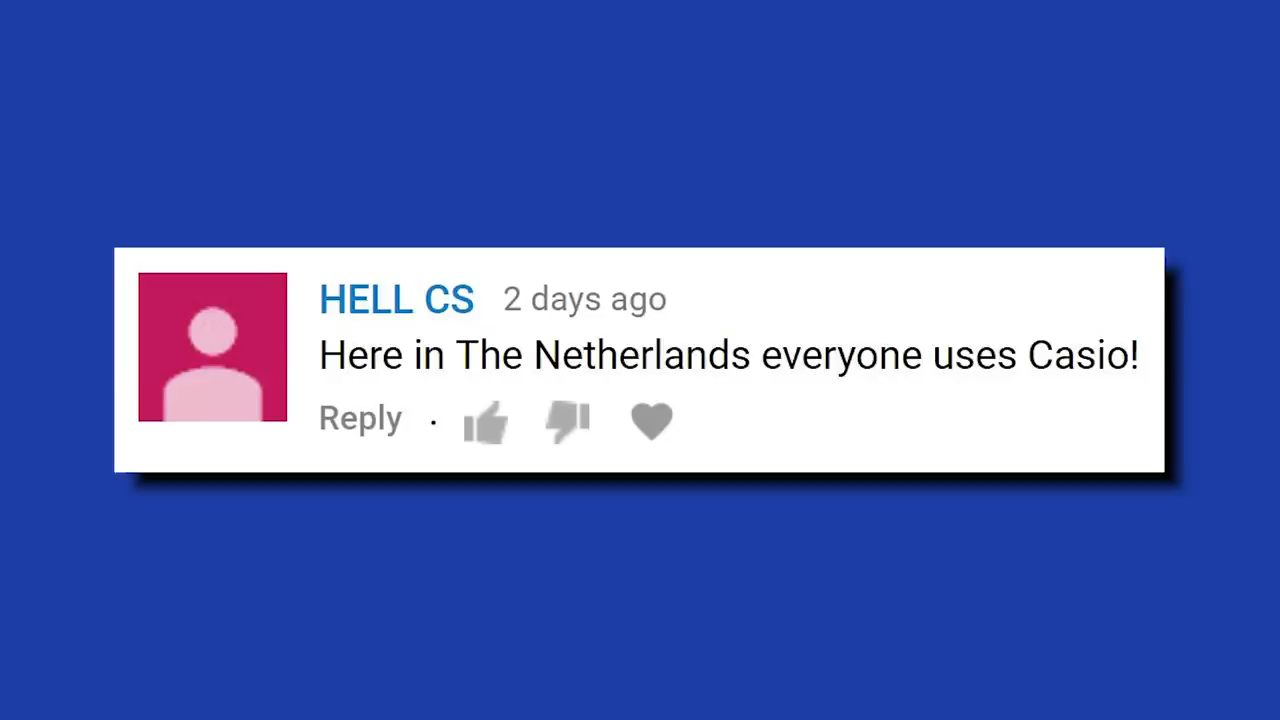 HELL CS 2 days ago
Here in The Netherlands everyone uses Casio!
Reply ·